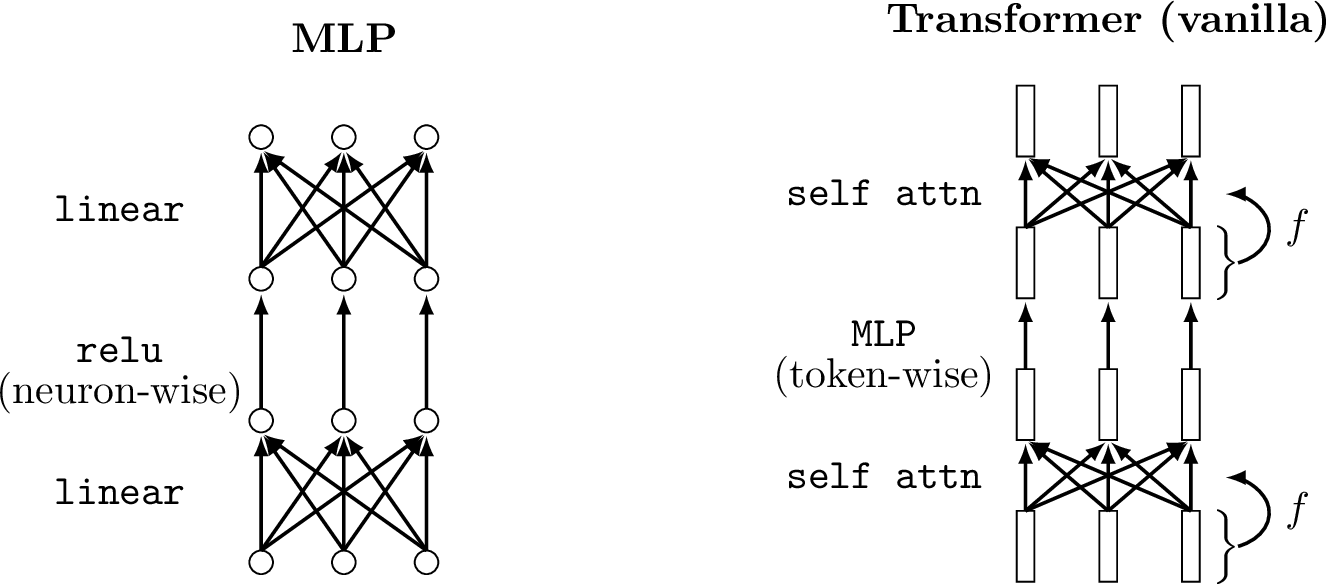 MLP
linear
relu
(neuron-wise)
linear
Transformer (vanilla)
self attn
f
MLP
(token-wise)
self attn
f